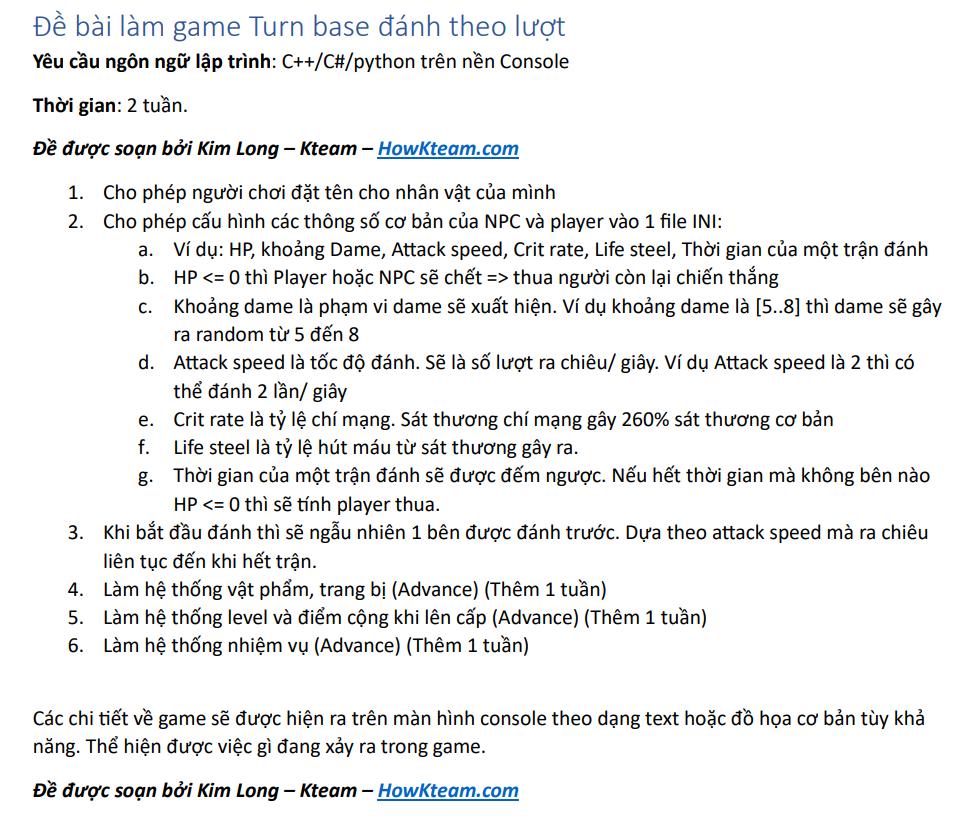 Đề bài làm game Turn base đánh theo lượt
Yêu cầu ngôn ngữ lập trình: C++/C#/python trên nền Console
Thời gian: 2 tuần.
Đề được soạn bởi Kim Long – Kteam – HowKteam.com
1. Cho phép người chơi đặt tên cho nhân vật của mình
2. Cho phép cấu hình các thông số cơ bản của NPC và player vào 1 file INI:
a. Ví dụ: HP, khoảng Dame, Attack speed, Crit rate, Life steel, Thời gian của một trận đánh
b. HP <= 0 thì Player hoặc NPC sẽ chết => thua người còn lại chiến thắng
c. Khoảng dame là phạm vi dame sẽ xuất hiện. Ví dụ khoảng dame là [5..8] thì dame sẽ gây
ra random từ 5 đến 8
d. Attack speed là tốc độ đánh. Sẽ là số lượt ra chiêu/ giây. Ví dụ Attack speed là 2 thì có
thể đánh 2 lần/ giây
e. Crit rate là tỷ lệ chí mạng. Sát thương chí mạng gây 260% sát thương cơ bản
f. Life steel là tỷ lệ hút máu từ sát thương gây ra.
g. Thời gian của một trận đánh sẽ được đếm ngược. Nếu hết thời gian mà không bên nào
HP <= 0 thì sẽ tính player thua.
3. Khi bắt đầu đánh thì sẽ ngẫu nhiên 1 bên được đánh trước. Dựa theo attack speed mà ra chiêu
liên tục đến khi hết trận.
4. Làm hệ thống vật phẩm, trang bị (Advance) (Thêm 1 tuần)
5. Làm hệ thống level và điểm cộng khi lên cấp (Advance) (Thêm 1 tuần)
6. Làm hệ thống nhiệm vụ (Advance) (Thêm 1 tuần)
Các chi tiết về game sẽ được hiện ra trên màn hình console theo dạng text hoặc đồ họa cơ bản tùy khả
năng. Thể hiện được việc gì đang xảy ra trong game.
Đề được soạn bởi Kim Long – Kteam – HowKteam.com